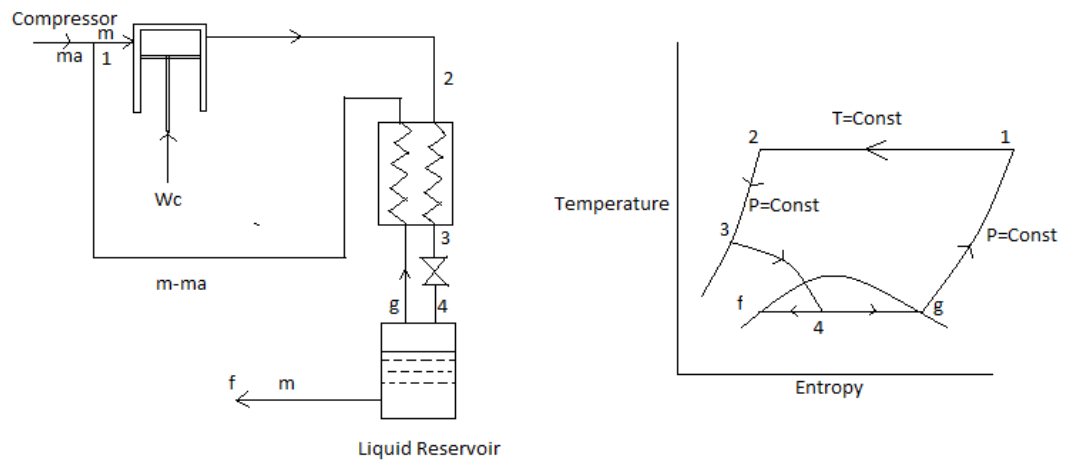 Compressor
m
ma
1
2
Wc
3
m-ma
g
4
f
m
Liquid Reservoir
T=Const
2
1
Temperature
P=Const
3
P=Const
f
g
4
Entropy